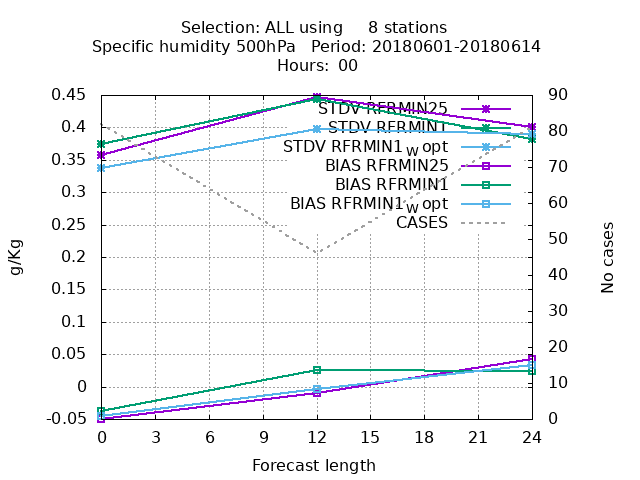 Selection: ALL using     8 stations
Specific humidity 500hPa   Period: 20180601-20180614
Hours:  00
0.45
0.4
0.35
0.3
0.25
0.2
0.15
0.1
0.05
0
-0.05
g/Kg
STDV RFRMIN25
STDV RFRMIN1
STDV RFRMIN1_W opt
BIAS RFRMIN25
BIAS RFRMIN1
BIAS RFRMIN1_W opt
CASES
90
80
70
60
50
40
30
20
10
0
No cases
0 3 6 9 12 15 18 21 24
Forecast length